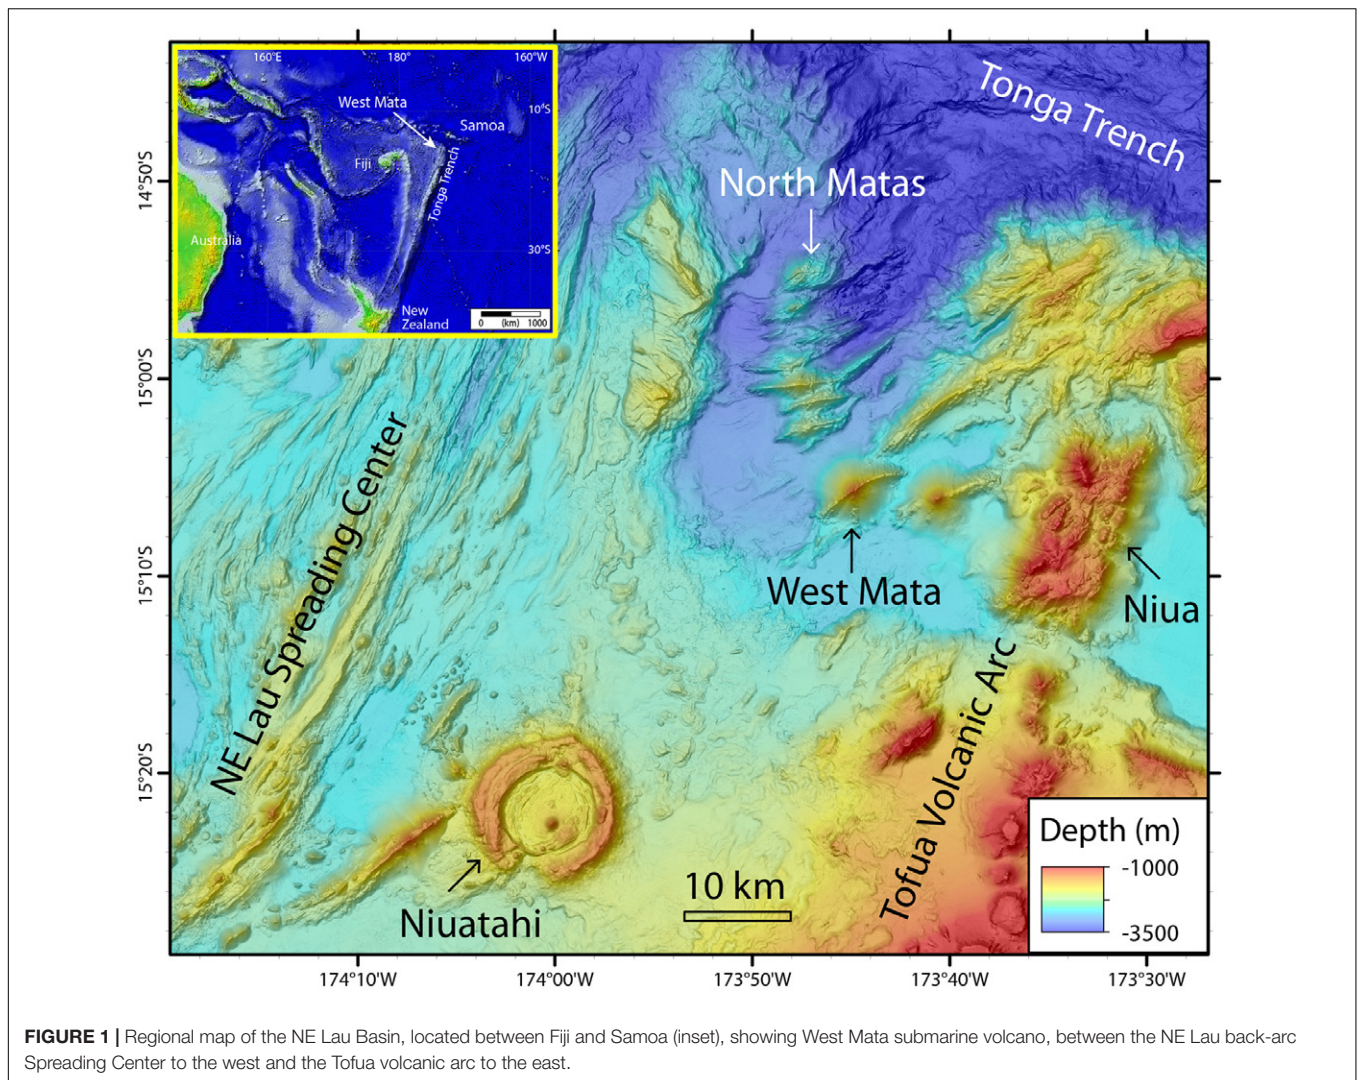 160°E
180°
160°W
West Mata
10°S
Samoa
Fiji
Tonga Trench
Australia
30°S
New
Zealand
0 (km) 1000
Tonga Trench
North Matas
14°50'S
15°00'S
15°10'S
15°20'S
NE Lau Spreading Center
West Mata
Niua
Tofua Volcanic Arc
Niuatahi
10 km
Depth (m)
-1000
-3500
174°10'W
174°00'W
173°50'W
173°40'W
173°30'W
FIGURE 1 | Regional map of the NE Lau Basin, located between Fiji and Samoa (inset), showing West Mata submarine volcano, between the NE Lau back-arc
Spreading Center to the west and the Tofua volcanic arc to the east.